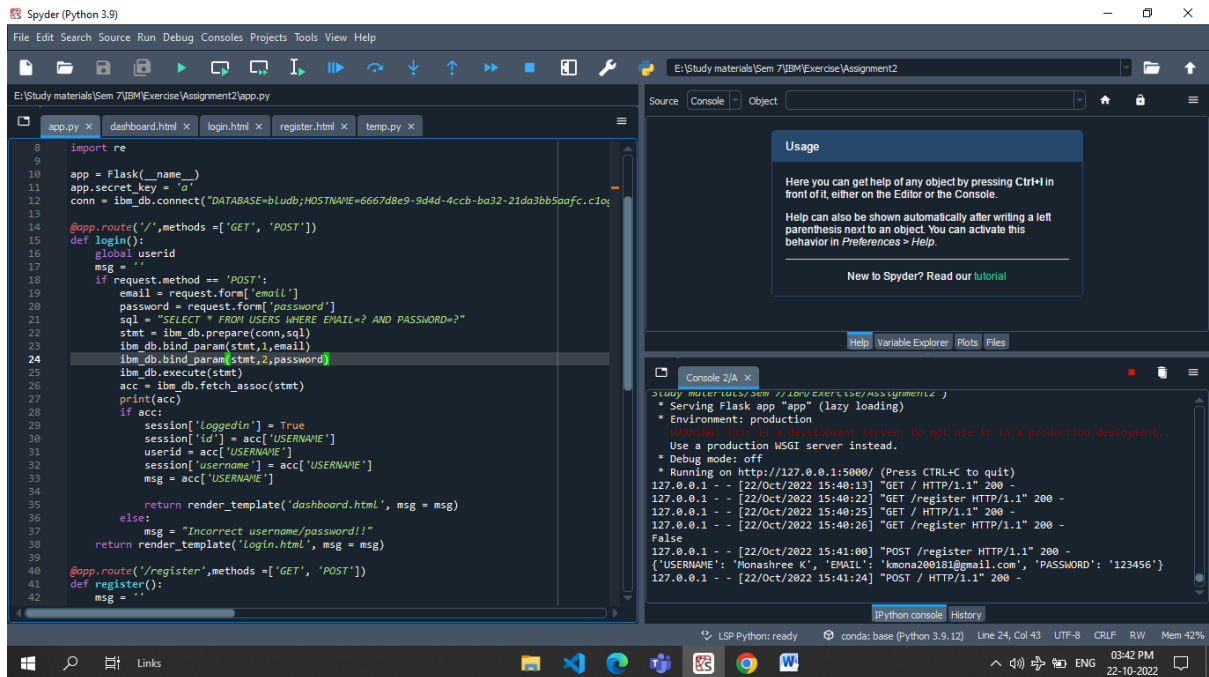 Spyder (Python 3.9)
File Edit Search Source Run Debug Consoles Projects Tools View Help
E:\Study materials\Sem 7\IBM\Exercise\Assignment2
E:\Study materials\Sem 7\IBM\Exercise\Assignment2\app.py
app.py dashboard.html login.html register.html temp.py
8 import re
9
10 app = Flask(__name__)
11 app.secret_key = 'a'
12 conn = ibm_db.connect("DATABASE=bludb;HOSTNAME=6667d8e9-9d4d-4ccb-ba32-21da3bb5aafc.c1og
13
14 @app.route('/',methods =['GET', 'POST'])
15 def login():
16 global userid
17 msg = ''
18 if request.method == 'POST':
19 email = request.form['email']
20 password = request.form['password']
21 sql = "SELECT * FROM USERS WHERE EMAIL=? AND PASSWORD=?"
22 stmt = ibm_db.prepare(conn,sql)
23 ibm_db.bind_param(stmt,1,email)
24 ibm_db.bind_param(stmt,2,password)
25 ibm_db.execute(stmt)
26 acc = ibm_db.fetch_assoc(stmt)
27 print(acc)
28 if acc:
29 session['loggedin'] = True
30 session['id'] = acc['USERNAME']
31 userid = acc['USERNAME']
32 session['username'] = acc['USERNAME']
33 msg = acc['USERNAME']
34
35 return render_template('dashboard.html', msg = msg)
36 else:
37 msg = "Incorrect username/password!!"
38 return render_template('login.html', msg = msg)
39
40 @app.route('/register',methods =['GET', 'POST'])
41 def register():
42 msg = ''
Source Console Object
Usage
Here you can get help of any object by pressing Ctrl+I in
front of it, either on the Editor or the Console.
Help can also be shown automatically after writing a left
parenthesis next to an object. You can activate this
behavior in Preferences > Help.
New to Spyder? Read our tutorial
Help Variable Explorer Plots Files
Console 2/A
Study materials/Sem 7/IBM/Exercise/Assignment2')
* Serving Flask app "app" (lazy loading)
* Environment: production
WARNING: This is a development server. Do not use it in a production deployment.
Use a production WSGI server instead.
* Debug mode: off
* Running on http://127.0.0.1:5000/ (Press CTRL+C to quit)
127.0.0.1 - - [22/Oct/2022 15:40:13] "GET / HTTP/1.1" 200 -
127.0.0.1 - - [22/Oct/2022 15:40:22] "GET /register HTTP/1.1" 200 -
127.0.0.1 - - [22/Oct/2022 15:40:25] "GET / HTTP/1.1" 200 -
127.0.0.1 - - [22/Oct/2022 15:40:26] "GET /register HTTP/1.1" 200 -
False
127.0.0.1 - - [22/Oct/2022 15:41:00] "POST /register HTTP/1.1" 200 -
{'USERNAME': 'Monashree K', 'EMAIL': 'kmona200181@gmail.com', 'PASSWORD': '123456'}
127.0.0.1 - - [22/Oct/2022 15:41:24] "POST / HTTP/1.1" 200 -
IPython console History
LSP Python: ready conda: base (Python 3.9.12) Line 24, Col 43 UTF-8 CRLF RW Mem 42%
Links
ENG
03:42 PM
22-10-2022